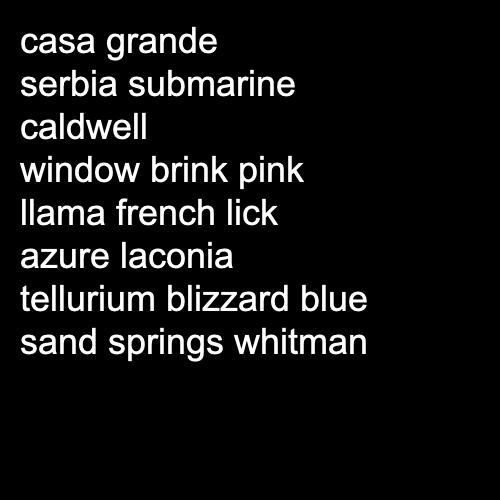 casa grande
serbia submarine
caldwell
window brink pink
llama french lick
azure laconia
tellurium blizzard blue
sand springs whitman